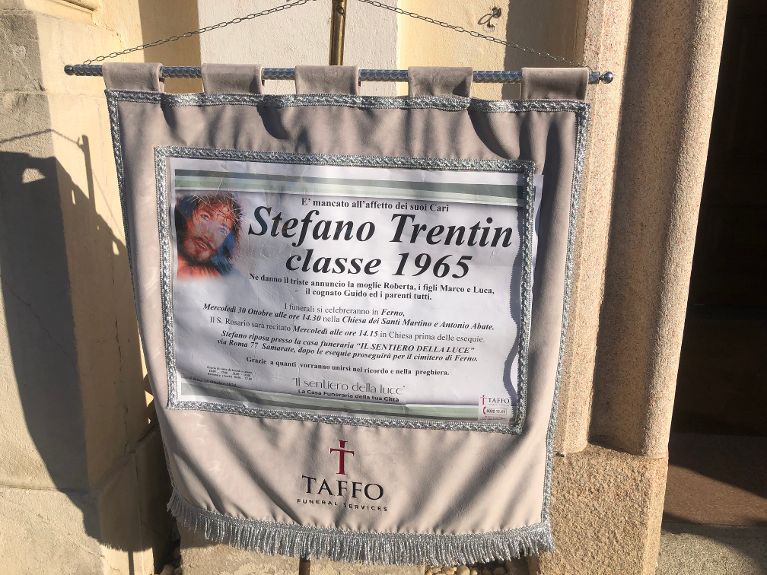 E' mancato all'affetto dei suoi Cari
Stefano Trentin
classe 1965
Ne danno il triste annuncio la moglie Roberta, i figli Marco e Luca,
il cognato Guido ed i parenti tutti.
I funerali si celebreranno in Ferno,
Mercoledì 30 Ottobre alle ore 14.30 nella Chiesa dei Santi Martino e Antonio Abate.
Il S. Rosario sarà recitato Mercoledì alle ore 14.15 in Chiesa prima delle esequie.
Stefano riposa presso la casa funeraria "IL SENTIERO DELLA LUCE"
via Roma 77 Samarate, dopo le esequie proseguirà per il cimitero di Ferno.
Grazie a quanti vorranno unirsi nel ricordo e nella preghiera.
"Il sentiero della luce"
La Casa Funeraria della tua Città
TAFFO
TAFFO
FUNERAL SERVICES